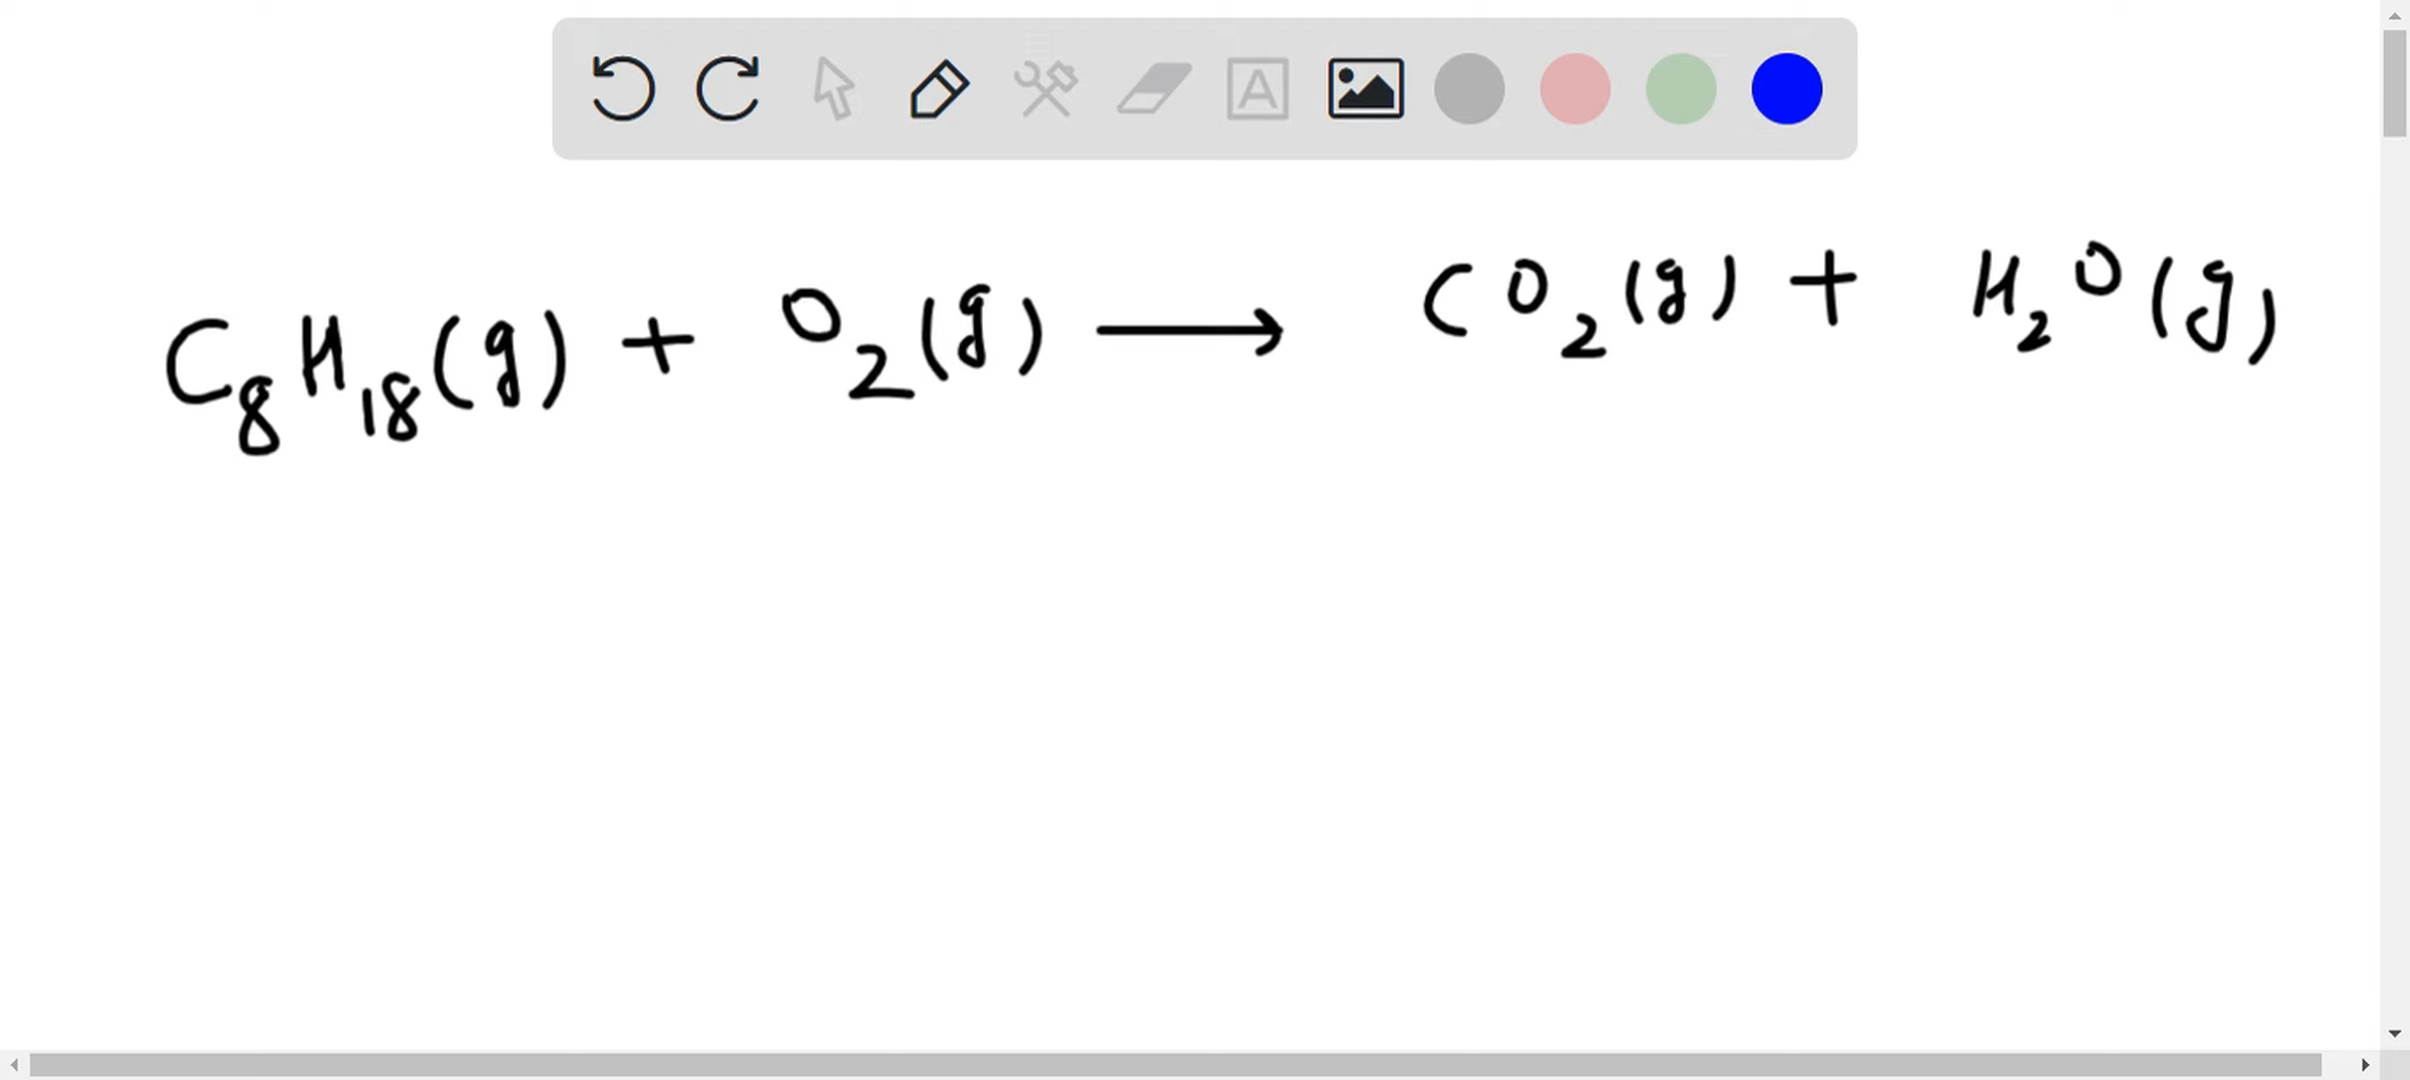 A
C₈H₁₈(g) + O₂(g) ⟶ CO₂(g) + H₂O(g)